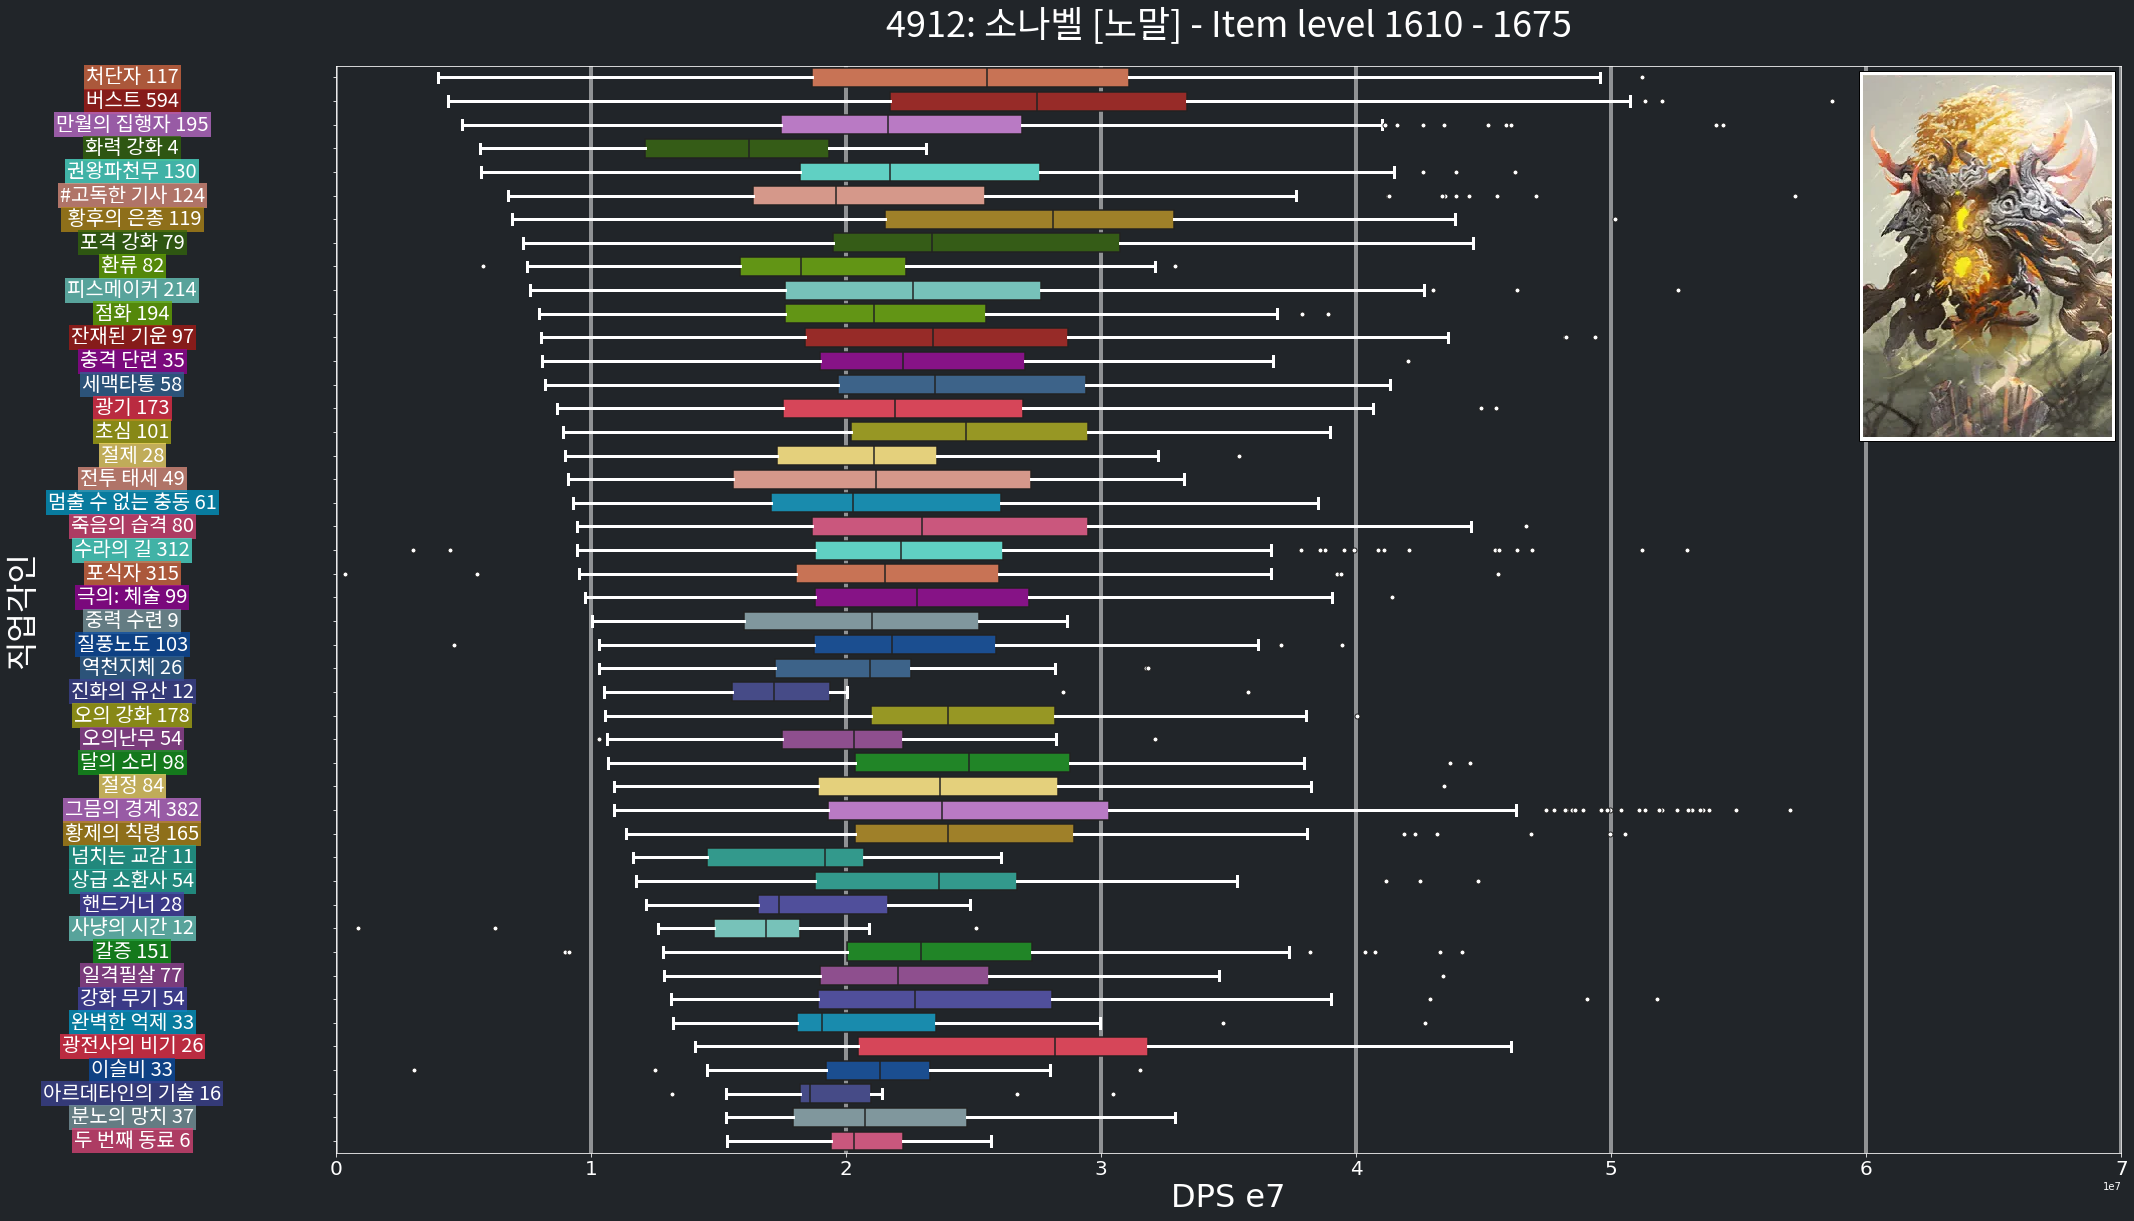 4912: 소나벨 [노말] - Item level 1610 - 1675
처단자 117
버스트 594
만월의 집행자 195
화력 강화 4
권왕파천무 130
#고독한 기사 124
황후의 은총 119
포격 강화 79
환류 82
피스메이커 214
점화 194
잔재된 기운 97
충격 단련 35
세맥타통 58
광기 173
초심 101
절제 28
전투 태세 49
멈출 수 없는 충동 61
죽음의 습격 80
수라의 길 312
포식자 315
극의: 체술 99
중력 수련 9
질풍노도 103
역천지체 26
진화의 유산 12
오의 강화 178
오의난무 54
달의 소리 98
절정 84
그믐의 경계 382
황제의 칙령 165
넘치는 교감 11
상급 소환사 54
핸드거너 28
사냥의 시간 12
갈증 151
일격필살 77
강화 무기 54
완벽한 억제 33
광전사의 비기 26
이슬비 33
아르데타인의 기술 16
분노의 망치 37
두 번째 동료 6
직업각인
0 1 2 3 4 5 6 7
1e7
DPS e7